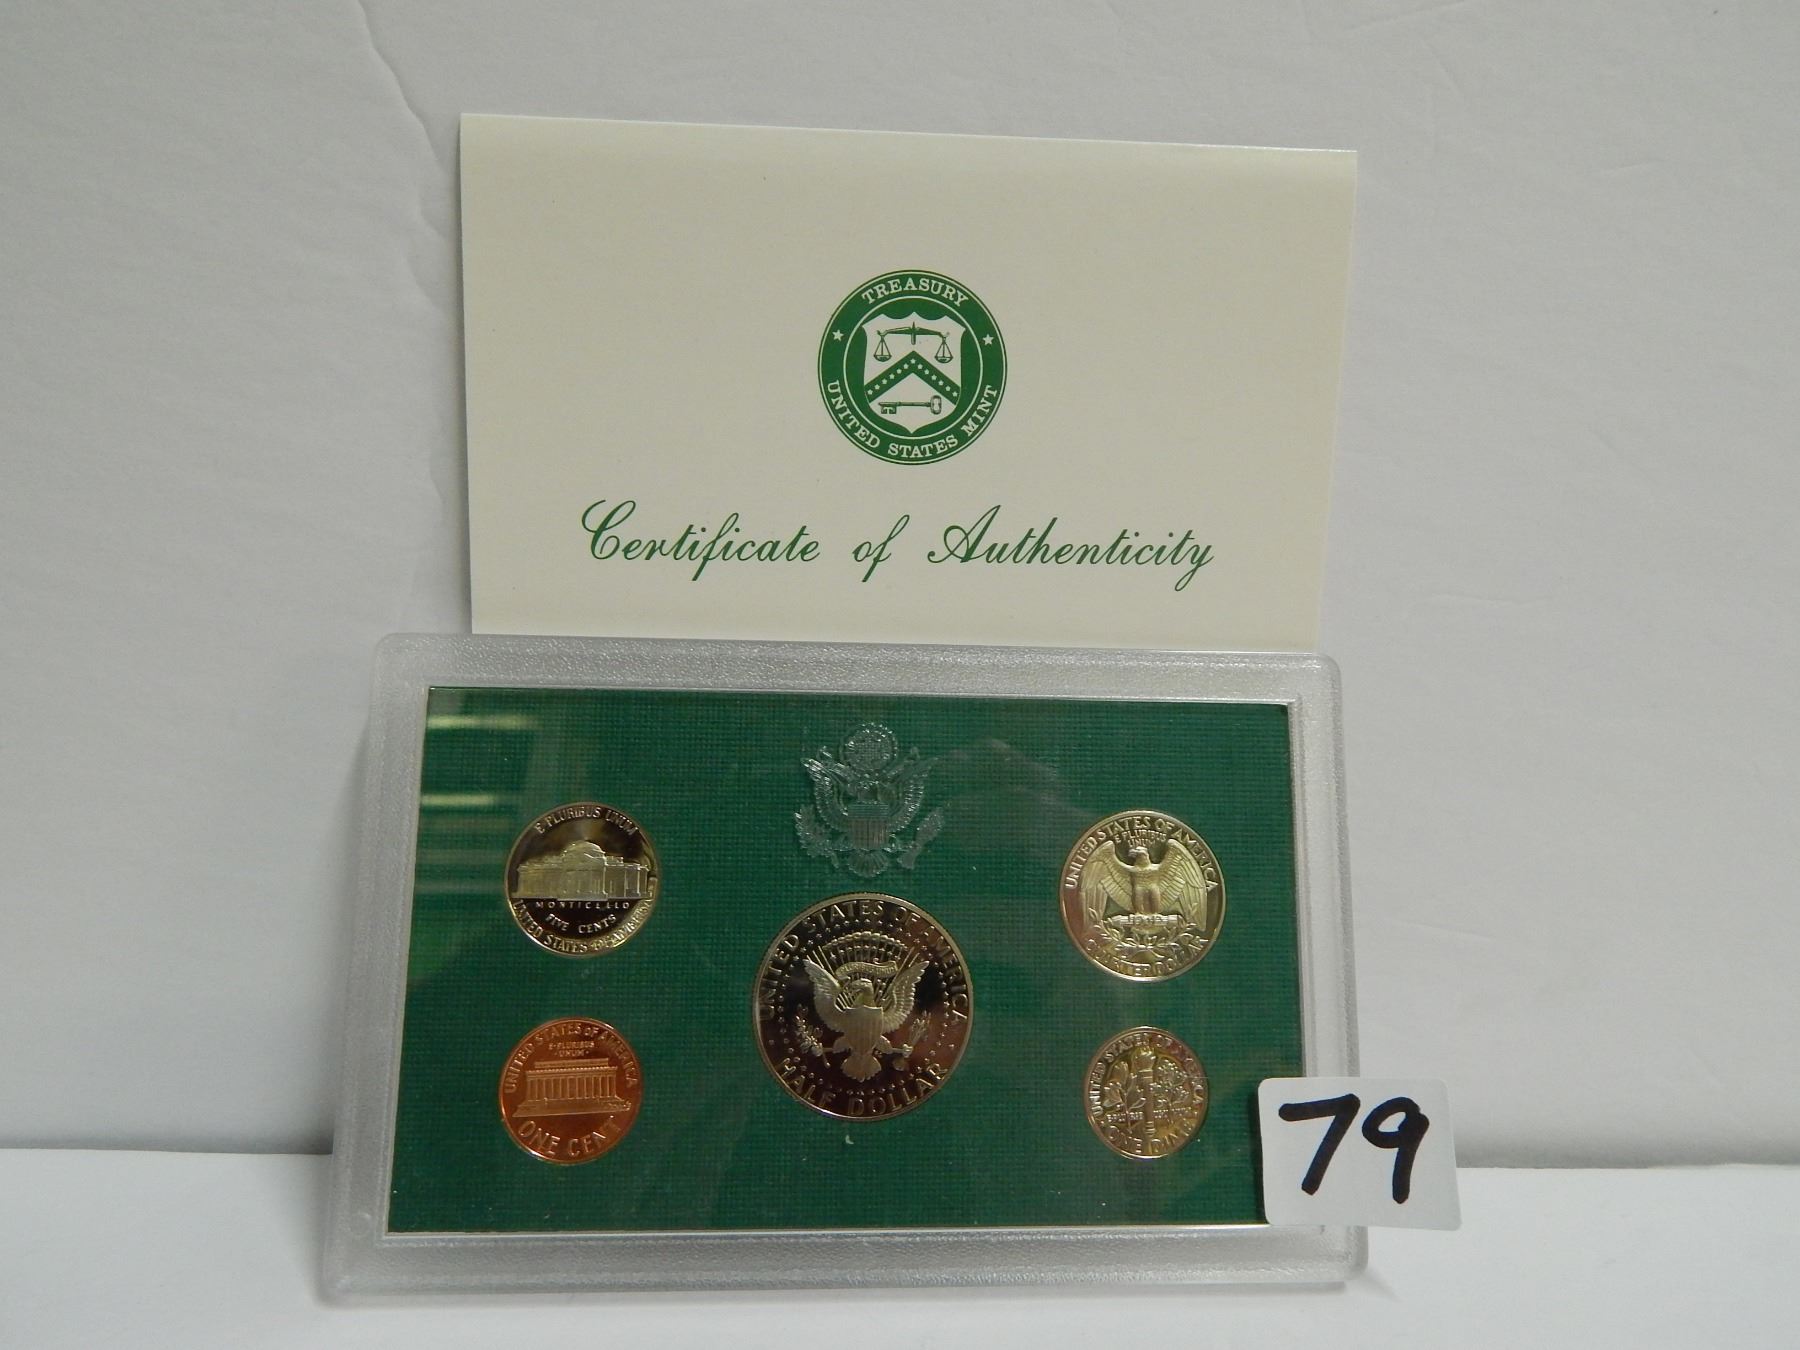 TREASURY
UNITED STATES MINT
Certificate of Authenticity
E PLURIBUS UNUM
MONTICELLO
FIVE CENTS
UNITED STATES OF AMERICA
UNITED STATES OF AMERICA
E PLURIBUS
UNUM
QUARTER DOLLAR
UNITED STATES OF AMERICA
HALF DOLLAR
UNITED STATES OF AMERICA
E·PLURIBUS
·UNUM·
ONE CENT
UNITED STATES OF AMERICA
ONE DIME
79